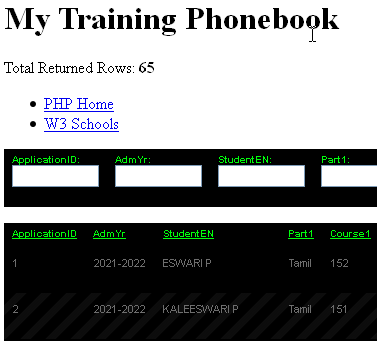 My Training Phonebook
Total Returned Rows: 65
PHP Home
W3 Schools
ApplicationID: AdmYr: StudentEN: Part1:
ApplicationID AdmYr StudentEN Part1 Course1
1 2021-2022 ESWARI P Tamil 152
2 2021-2022 KALEESWARI P Tamil 151